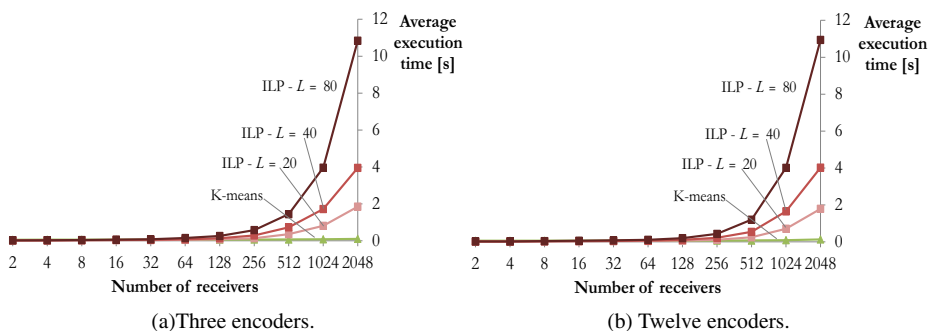 12
Average
execution
time [s]
10
ILP - L = 80
8
6
ILP - L = 40
ILP - L = 20
4
K-means
2
0
2 4 8 16 32 64 128 256 512 1024 2048
Number of receivers
(a)Three encoders.
12
Average
execution
time [s]
10
ILP - L = 80
8
6
ILP - L = 40
ILP - L = 20
4
K-means
2
0
2 4 8 16 32 64 128 256 512 1024 2048
Number of receivers
(b) Twelve encoders.